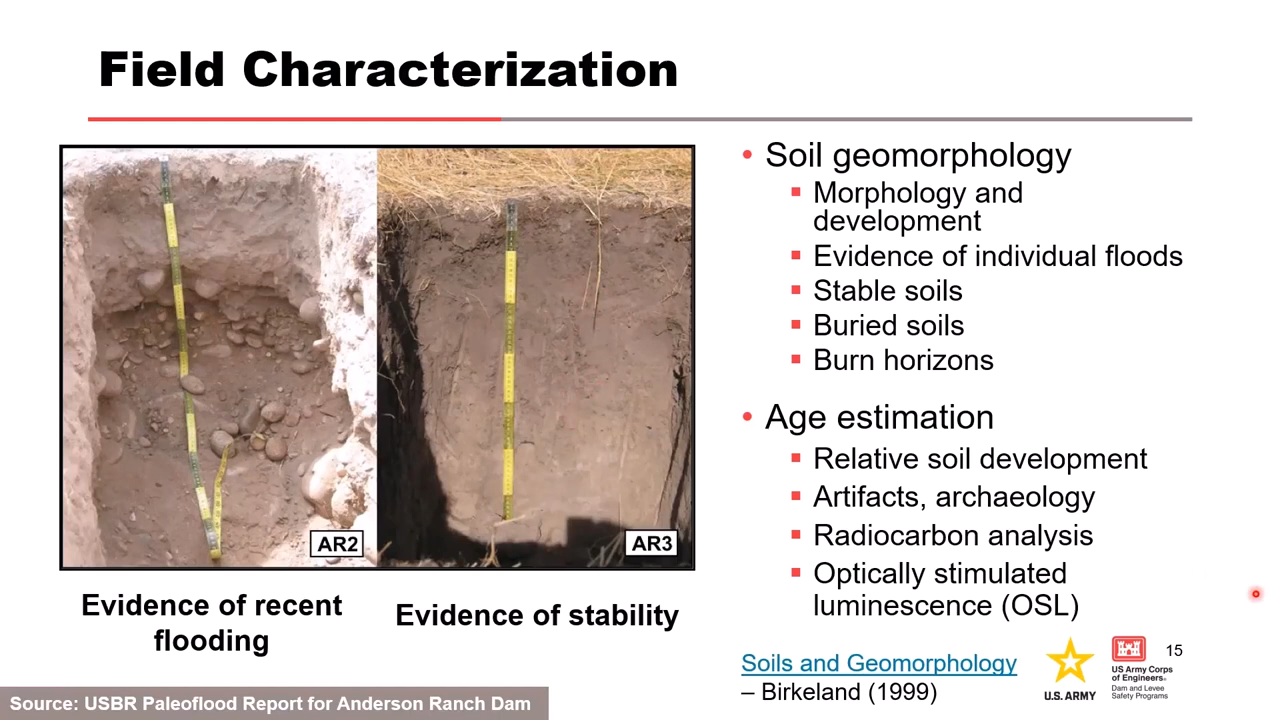 Field Characterization
AR2
AR3
Evidence of recent
flooding
Evidence of stability
• Soil geomorphology
▪ Morphology and
development
▪ Evidence of individual floods
▪ Stable soils
▪ Buried soils
▪ Burn horizons
• Age estimation
▪ Relative soil development
▪ Artifacts, archaeology
▪ Radiocarbon analysis
▪ Optically stimulated
luminescence (OSL)
Soils and Geomorphology
– Birkeland (1999)
U.S. ARMY
US Army Corps
of Engineers®
Dam and Levee
Safety Programs
15
Source: USBR Paleoflood Report for Anderson Ranch Dam